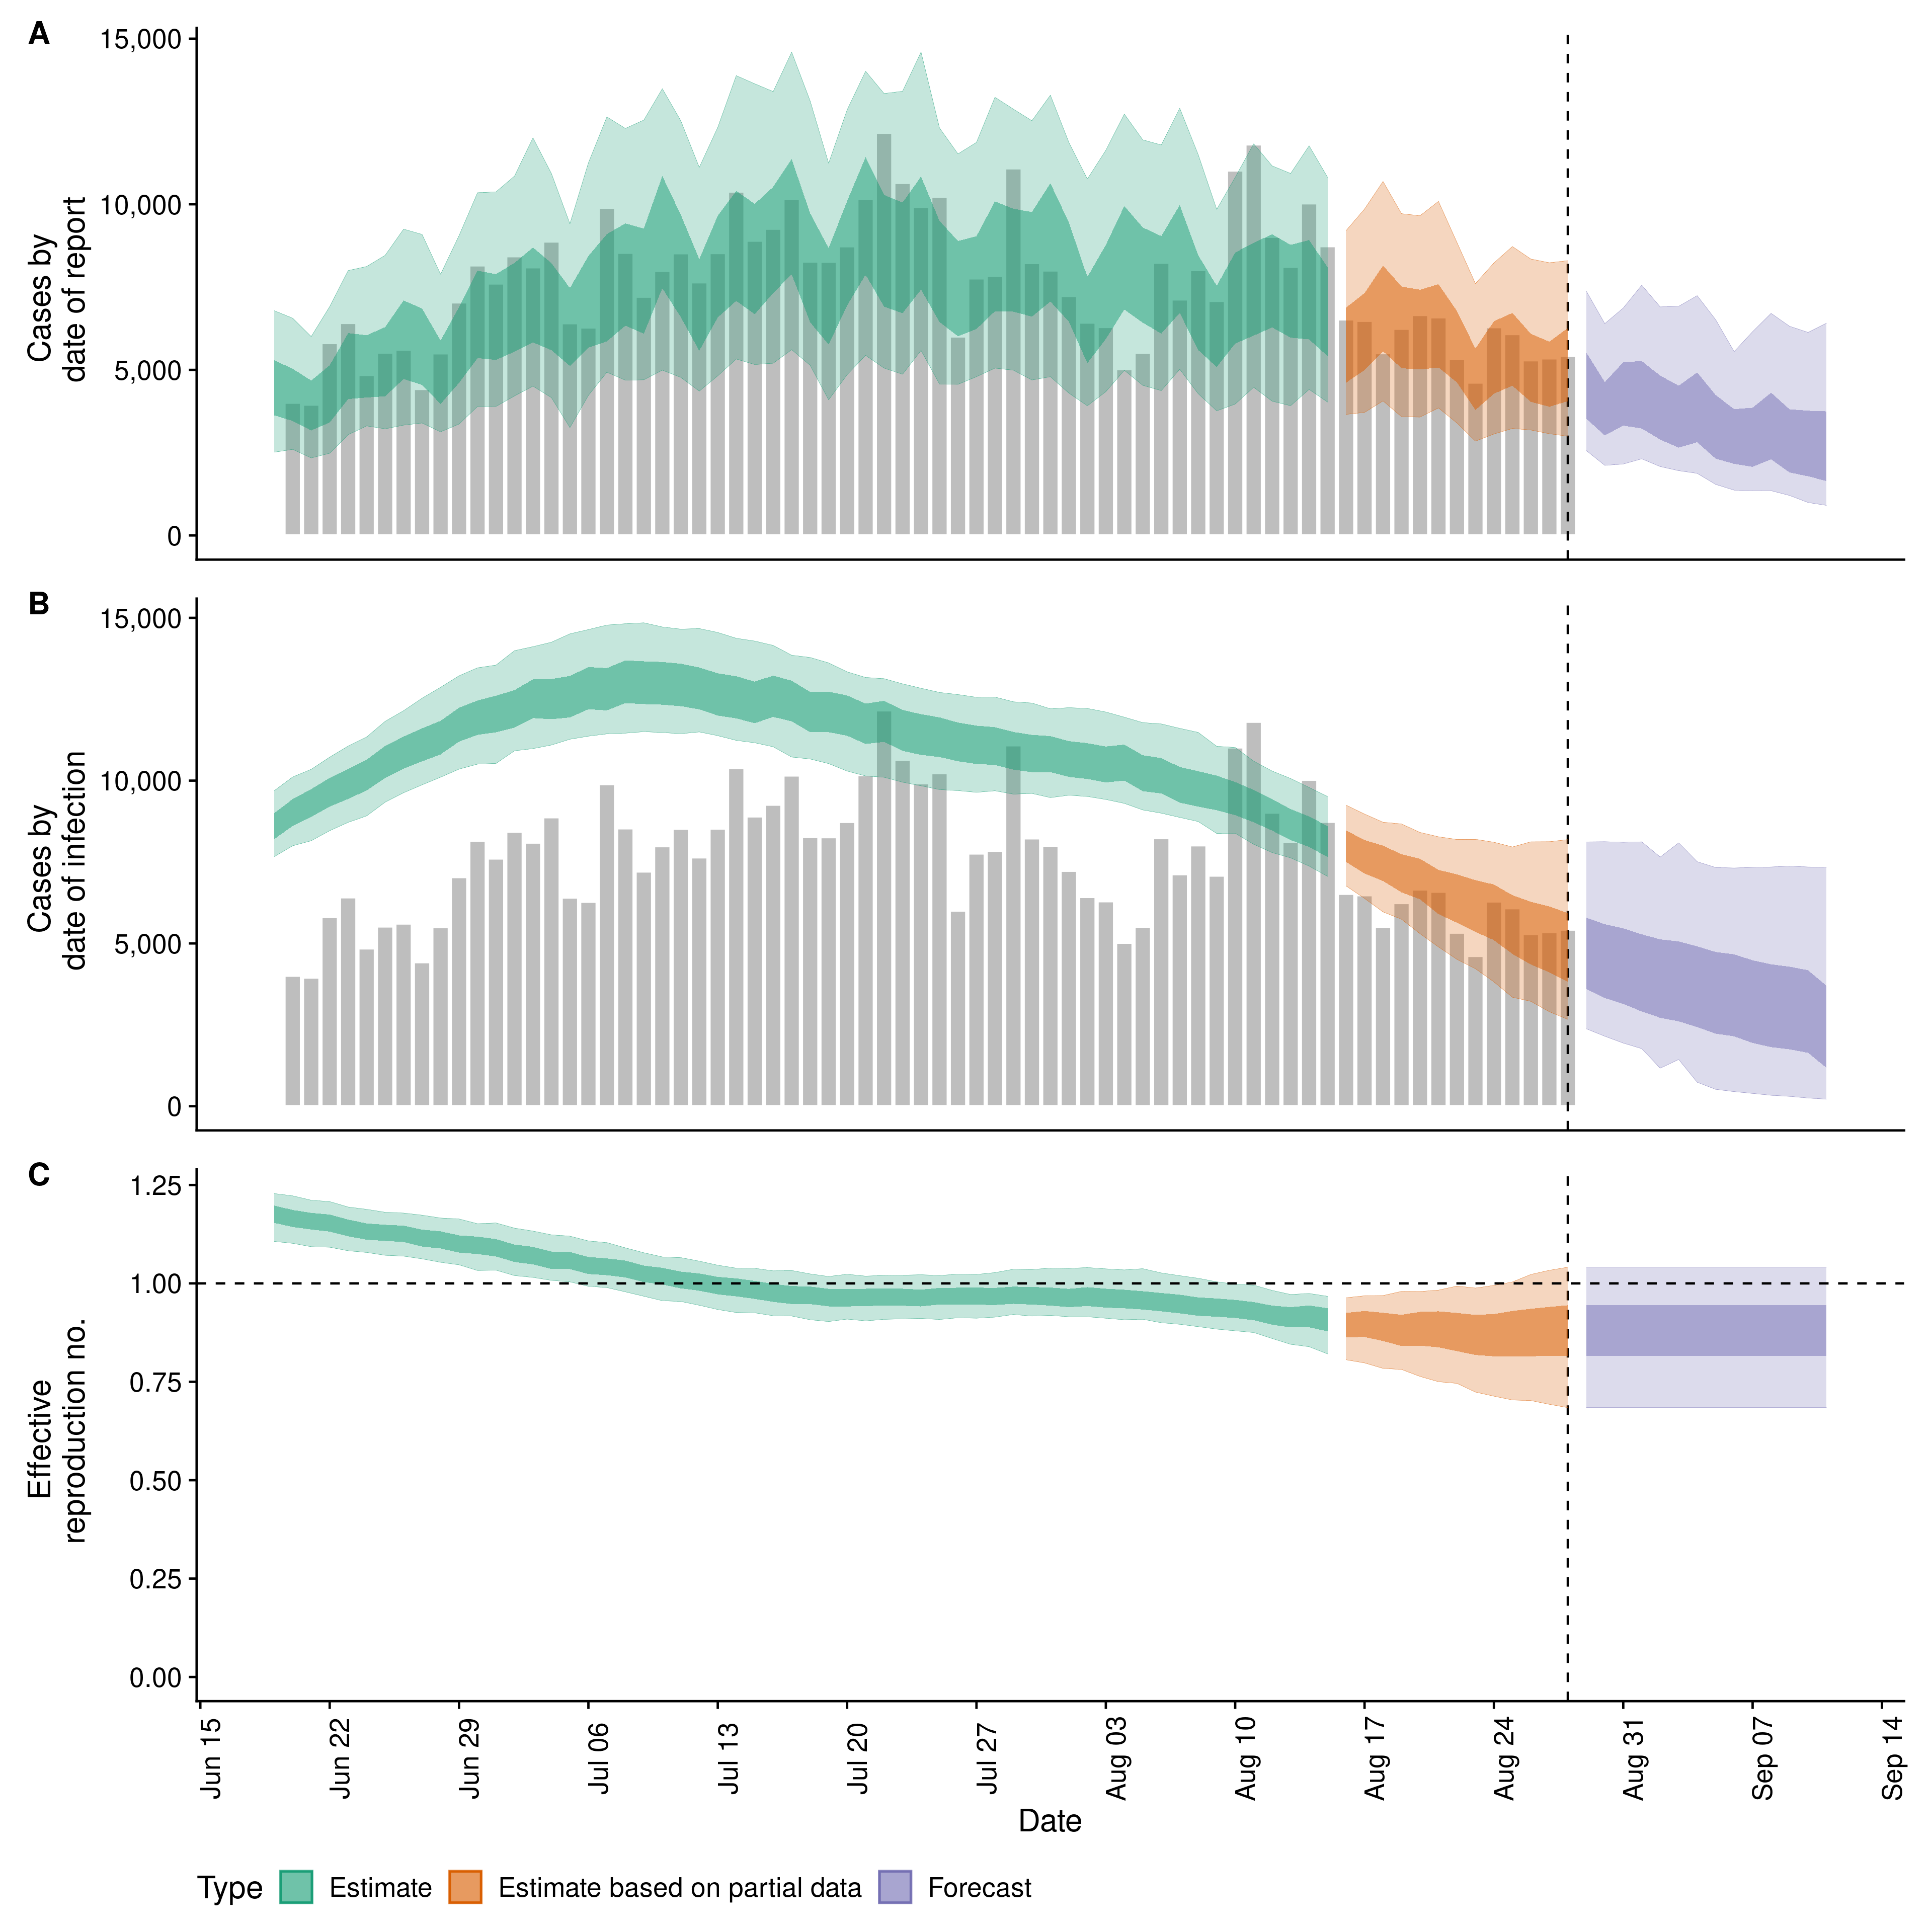 A
15,000
10,000
5,000
0
Cases by
date of report
B
15,000
10,000
5,000
0
Cases by
date of infection
C
1.25
1.00
0.75
0.50
0.25
0.00
Effective
reproduction no.
Jun 15
Jun 22
Jun 29
Jul 06
Jul 13
Jul 20
Jul 27
Aug 03
Aug 10
Aug 17
Aug 24
Aug 31
Sep 07
Sep 14
Date
Type Estimate Estimate based on partial data Forecast